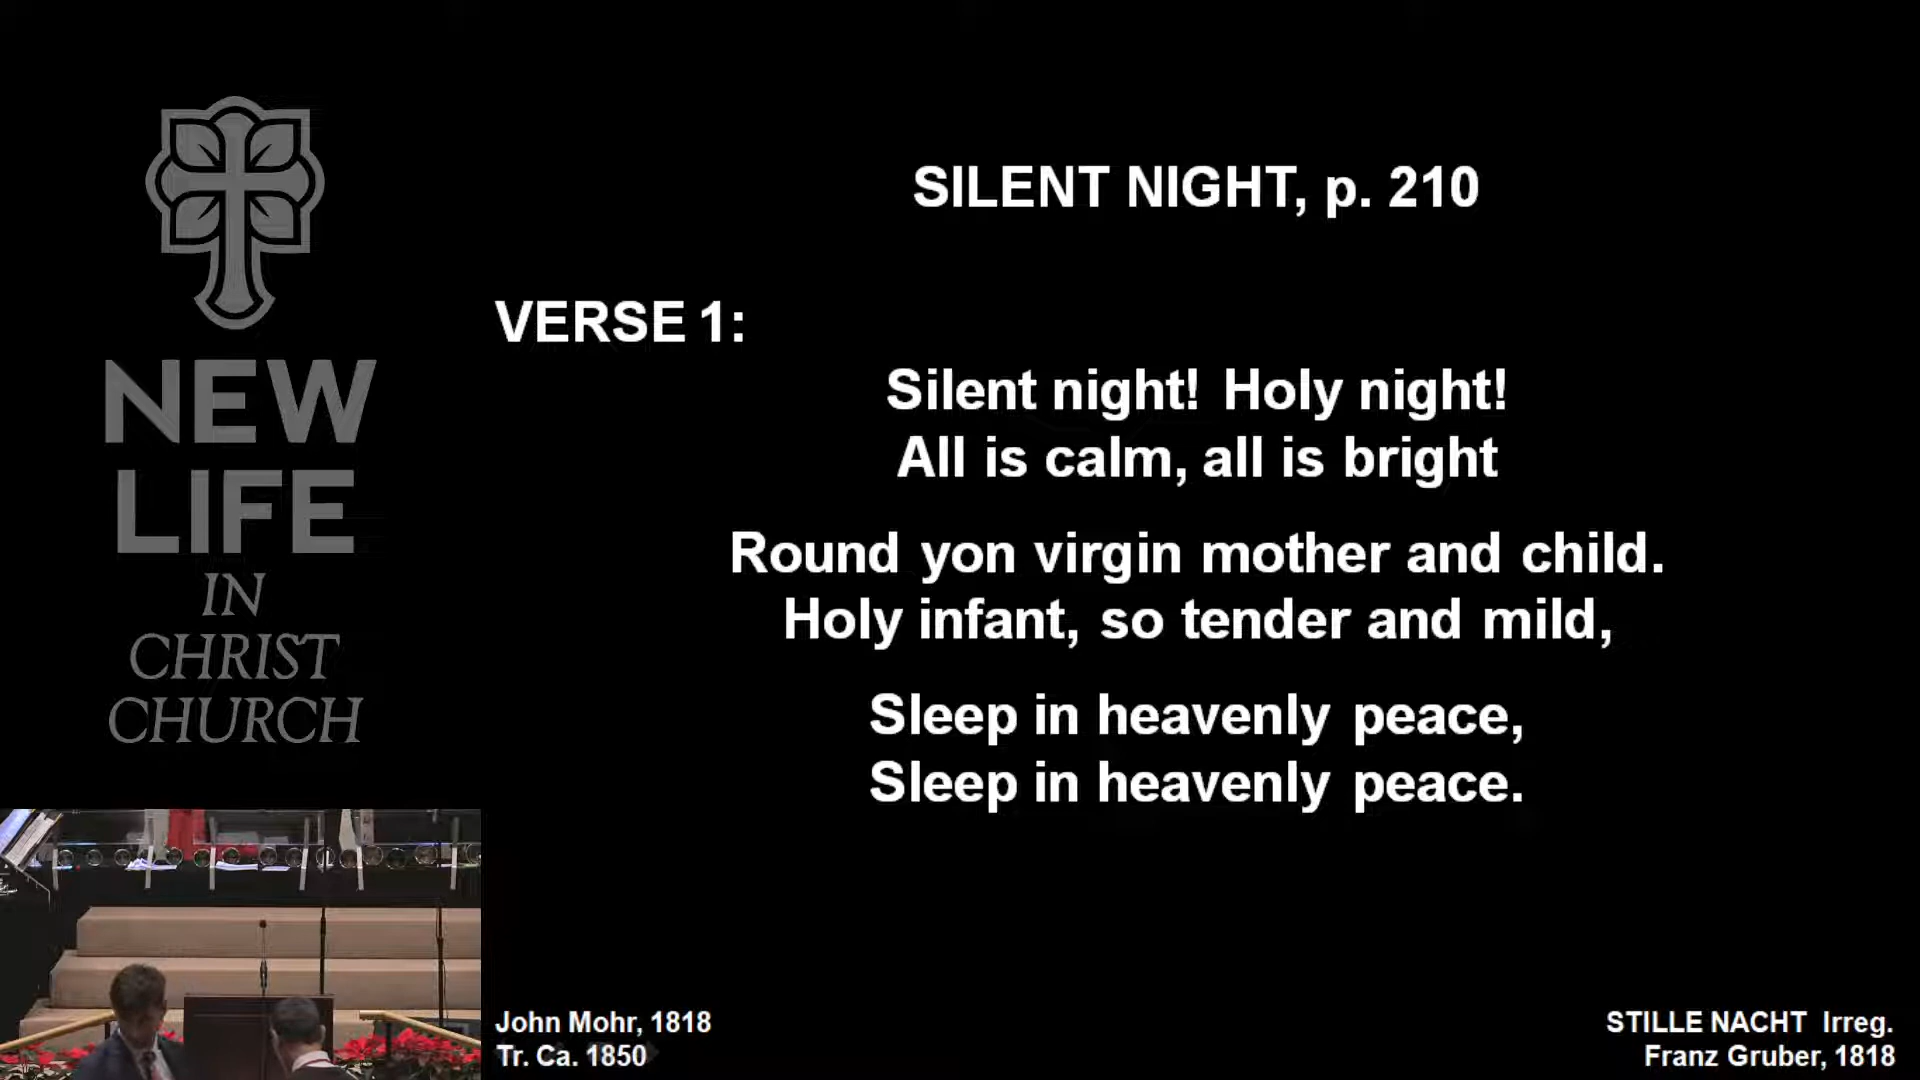 NEW
LIFE
IN
CHRIST
CHURCH
SILENT NIGHT, p. 210
VERSE 1:
Silent night! Holy night!
All is calm, all is bright
Round yon virgin mother and child.
Holy infant, so tender and mild,
Sleep in heavenly peace,
Sleep in heavenly peace.
John Mohr, 1818
Tr. Ca. 1850
STILLE NACHT Irreg.
Franz Gruber, 1818